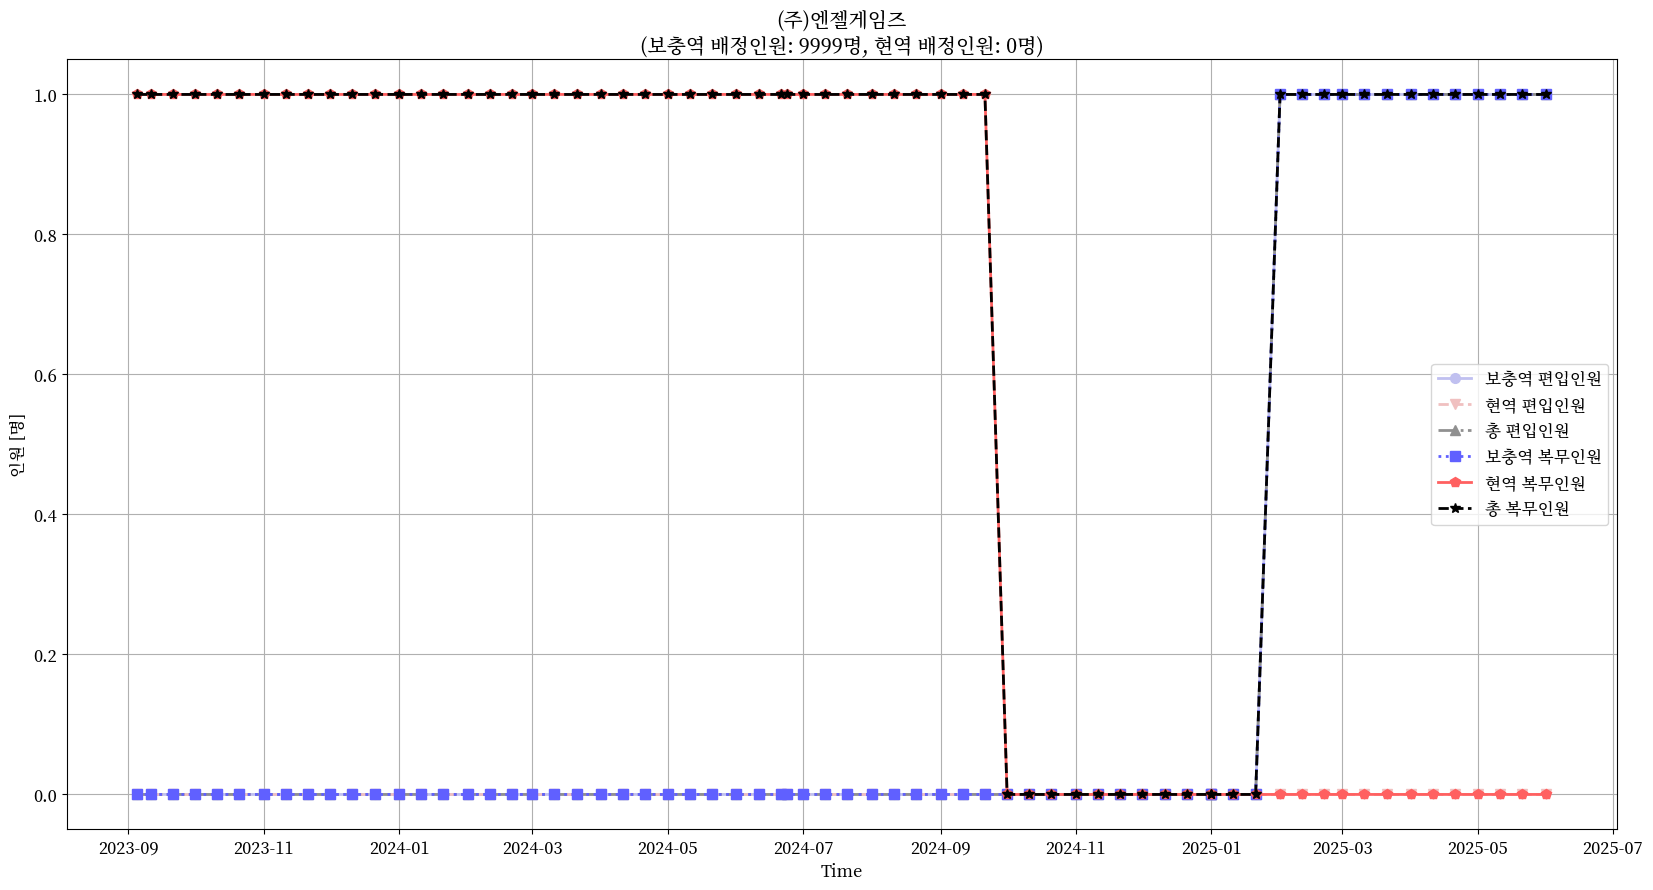 (주)엔젤게임즈
(보충역 배정인원: 9999명, 현역 배정인원: 0명)
인원 [명]
1.0
0.8
0.6
0.4
0.2
0.0
보충역 편입인원
현역 편입인원
총 편입인원
보충역 복무인원
현역 복무인원
총 복무인원
2023-09 2023-11 2024-01 2024-03 2024-05 2024-07 2024-09 2024-11 2025-01 2025-03 2025-05 2025-07
Time